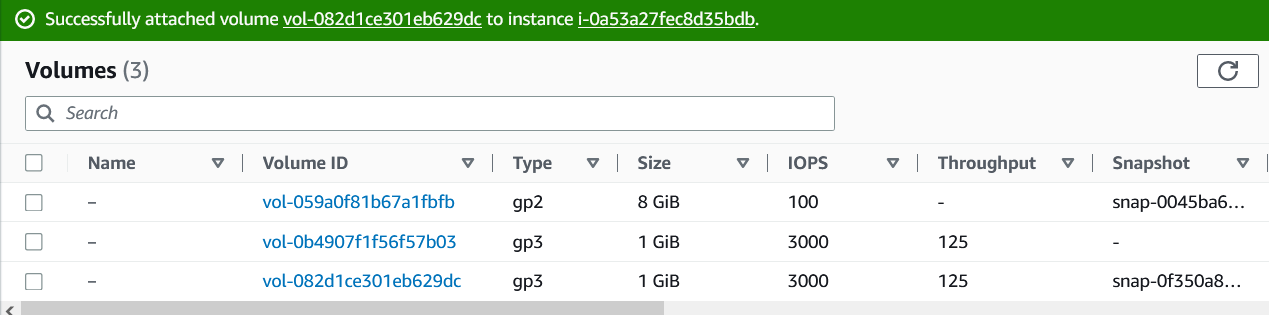 Successfully attached volume vol-082d1ce301eb629dc to instance i-0a53a27fec8d35bdb.
Volumes (3)
Search
Name Volume ID Type Size IOPS Throughput Snapshot
– vol-059a0f81b67a1fbfb gp2 8 GiB 100 - snap-0045ba6...
– vol-0b4907f1f56f57b03 gp3 1 GiB 3000 125 -
– vol-082d1ce301eb629dc gp3 1 GiB 3000 125 snap-0f350a8...